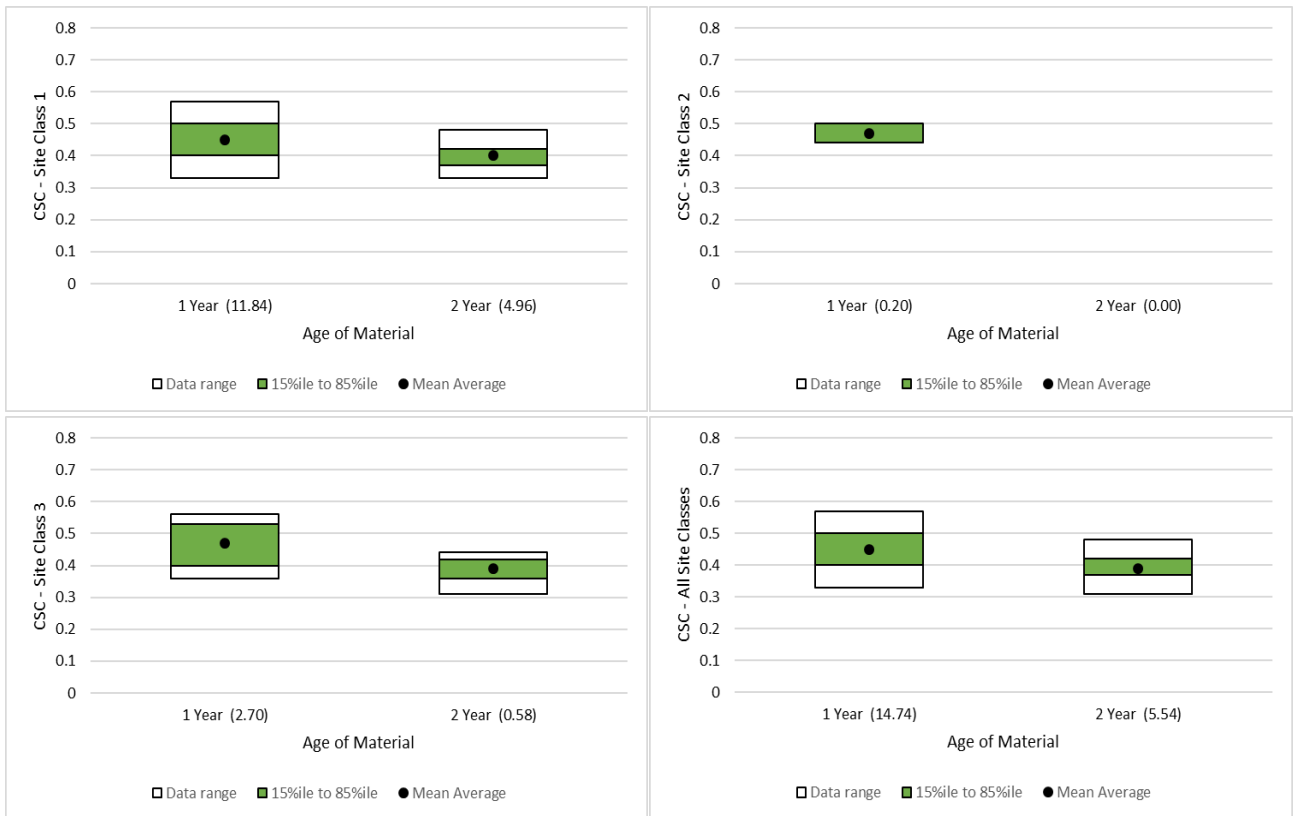 CSC - Site Class 1
0.8
0.7
0.6
0.5
0.4
0.3
0.2
0.1
0
1 Year (11.84)
2 Year (4.96)
Age of Material
Data range
15%ile to 85%ile
Mean Average
CSC - Site Class 2
0.8
0.7
0.6
0.5
0.4
0.3
0.2
0.1
0
1 Year (0.20)
2 Year (0.00)
Age of Material
Data range
15%ile to 85%ile
Mean Average
CSC - Site Class 3
0.8
0.7
0.6
0.5
0.4
0.3
0.2
0.1
0
1 Year (2.70)
2 Year (0.58)
Age of Material
Data range
15%ile to 85%ile
Mean Average
CSC - All Site Classes
0.8
0.7
0.6
0.5
0.4
0.3
0.2
0.1
0
1 Year (14.74)
2 Year (5.54)
Age of Material
Data range
15%ile to 85%ile
Mean Average